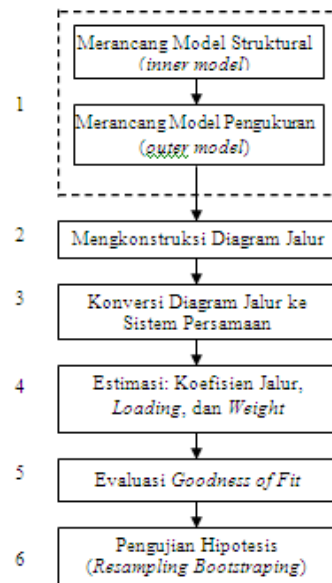 Merancang Model Struktural
(inner model)
1
Merancang Model Pengukuran
(outer model)
2
Mengkonstruksi Diagram Jalur
3
Konversi Diagram Jalur ke
Sistem Persamaan
4
Estimasi: Koefisien Jalur,
Loading, dan Weight
5
Evaluasi Goodness of Fit
6
Pengujian Hipotesis
(Resampling Bootstraping)